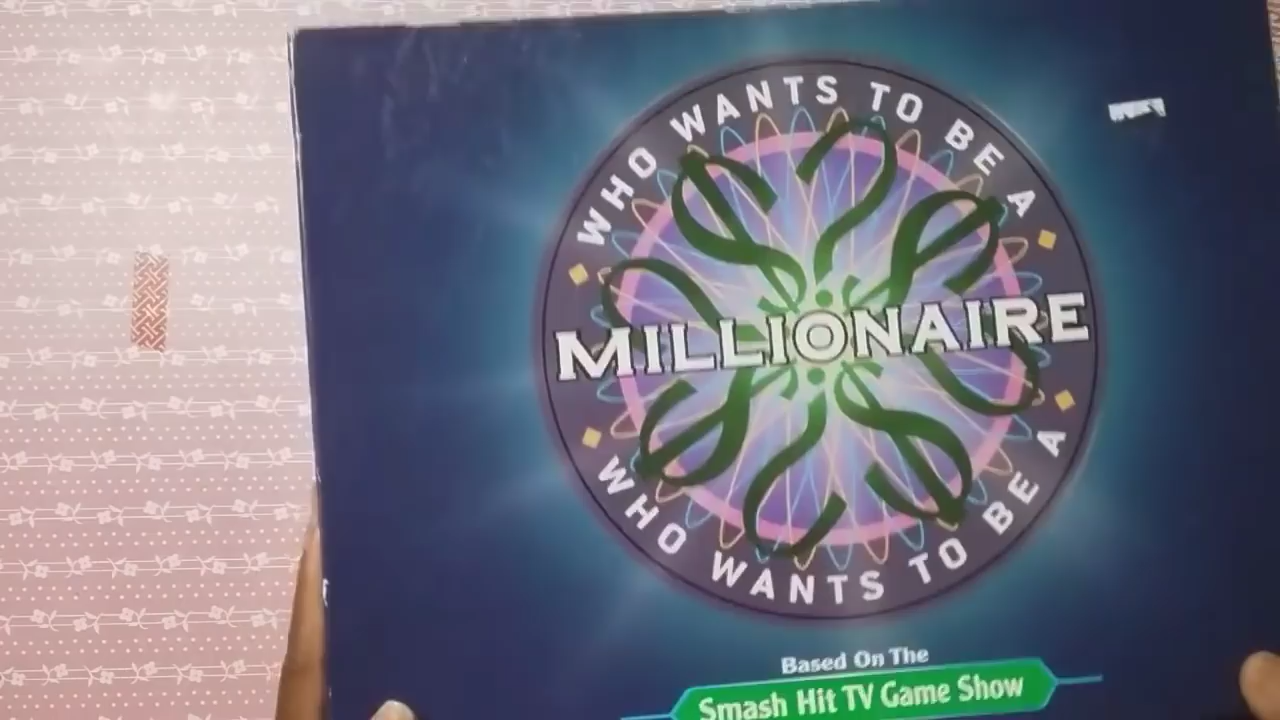 WHO WANTS TO BE A
MILLIONAIRE
WHO WANTS TO BE A
Based On The
Smash Hit TV Game Show